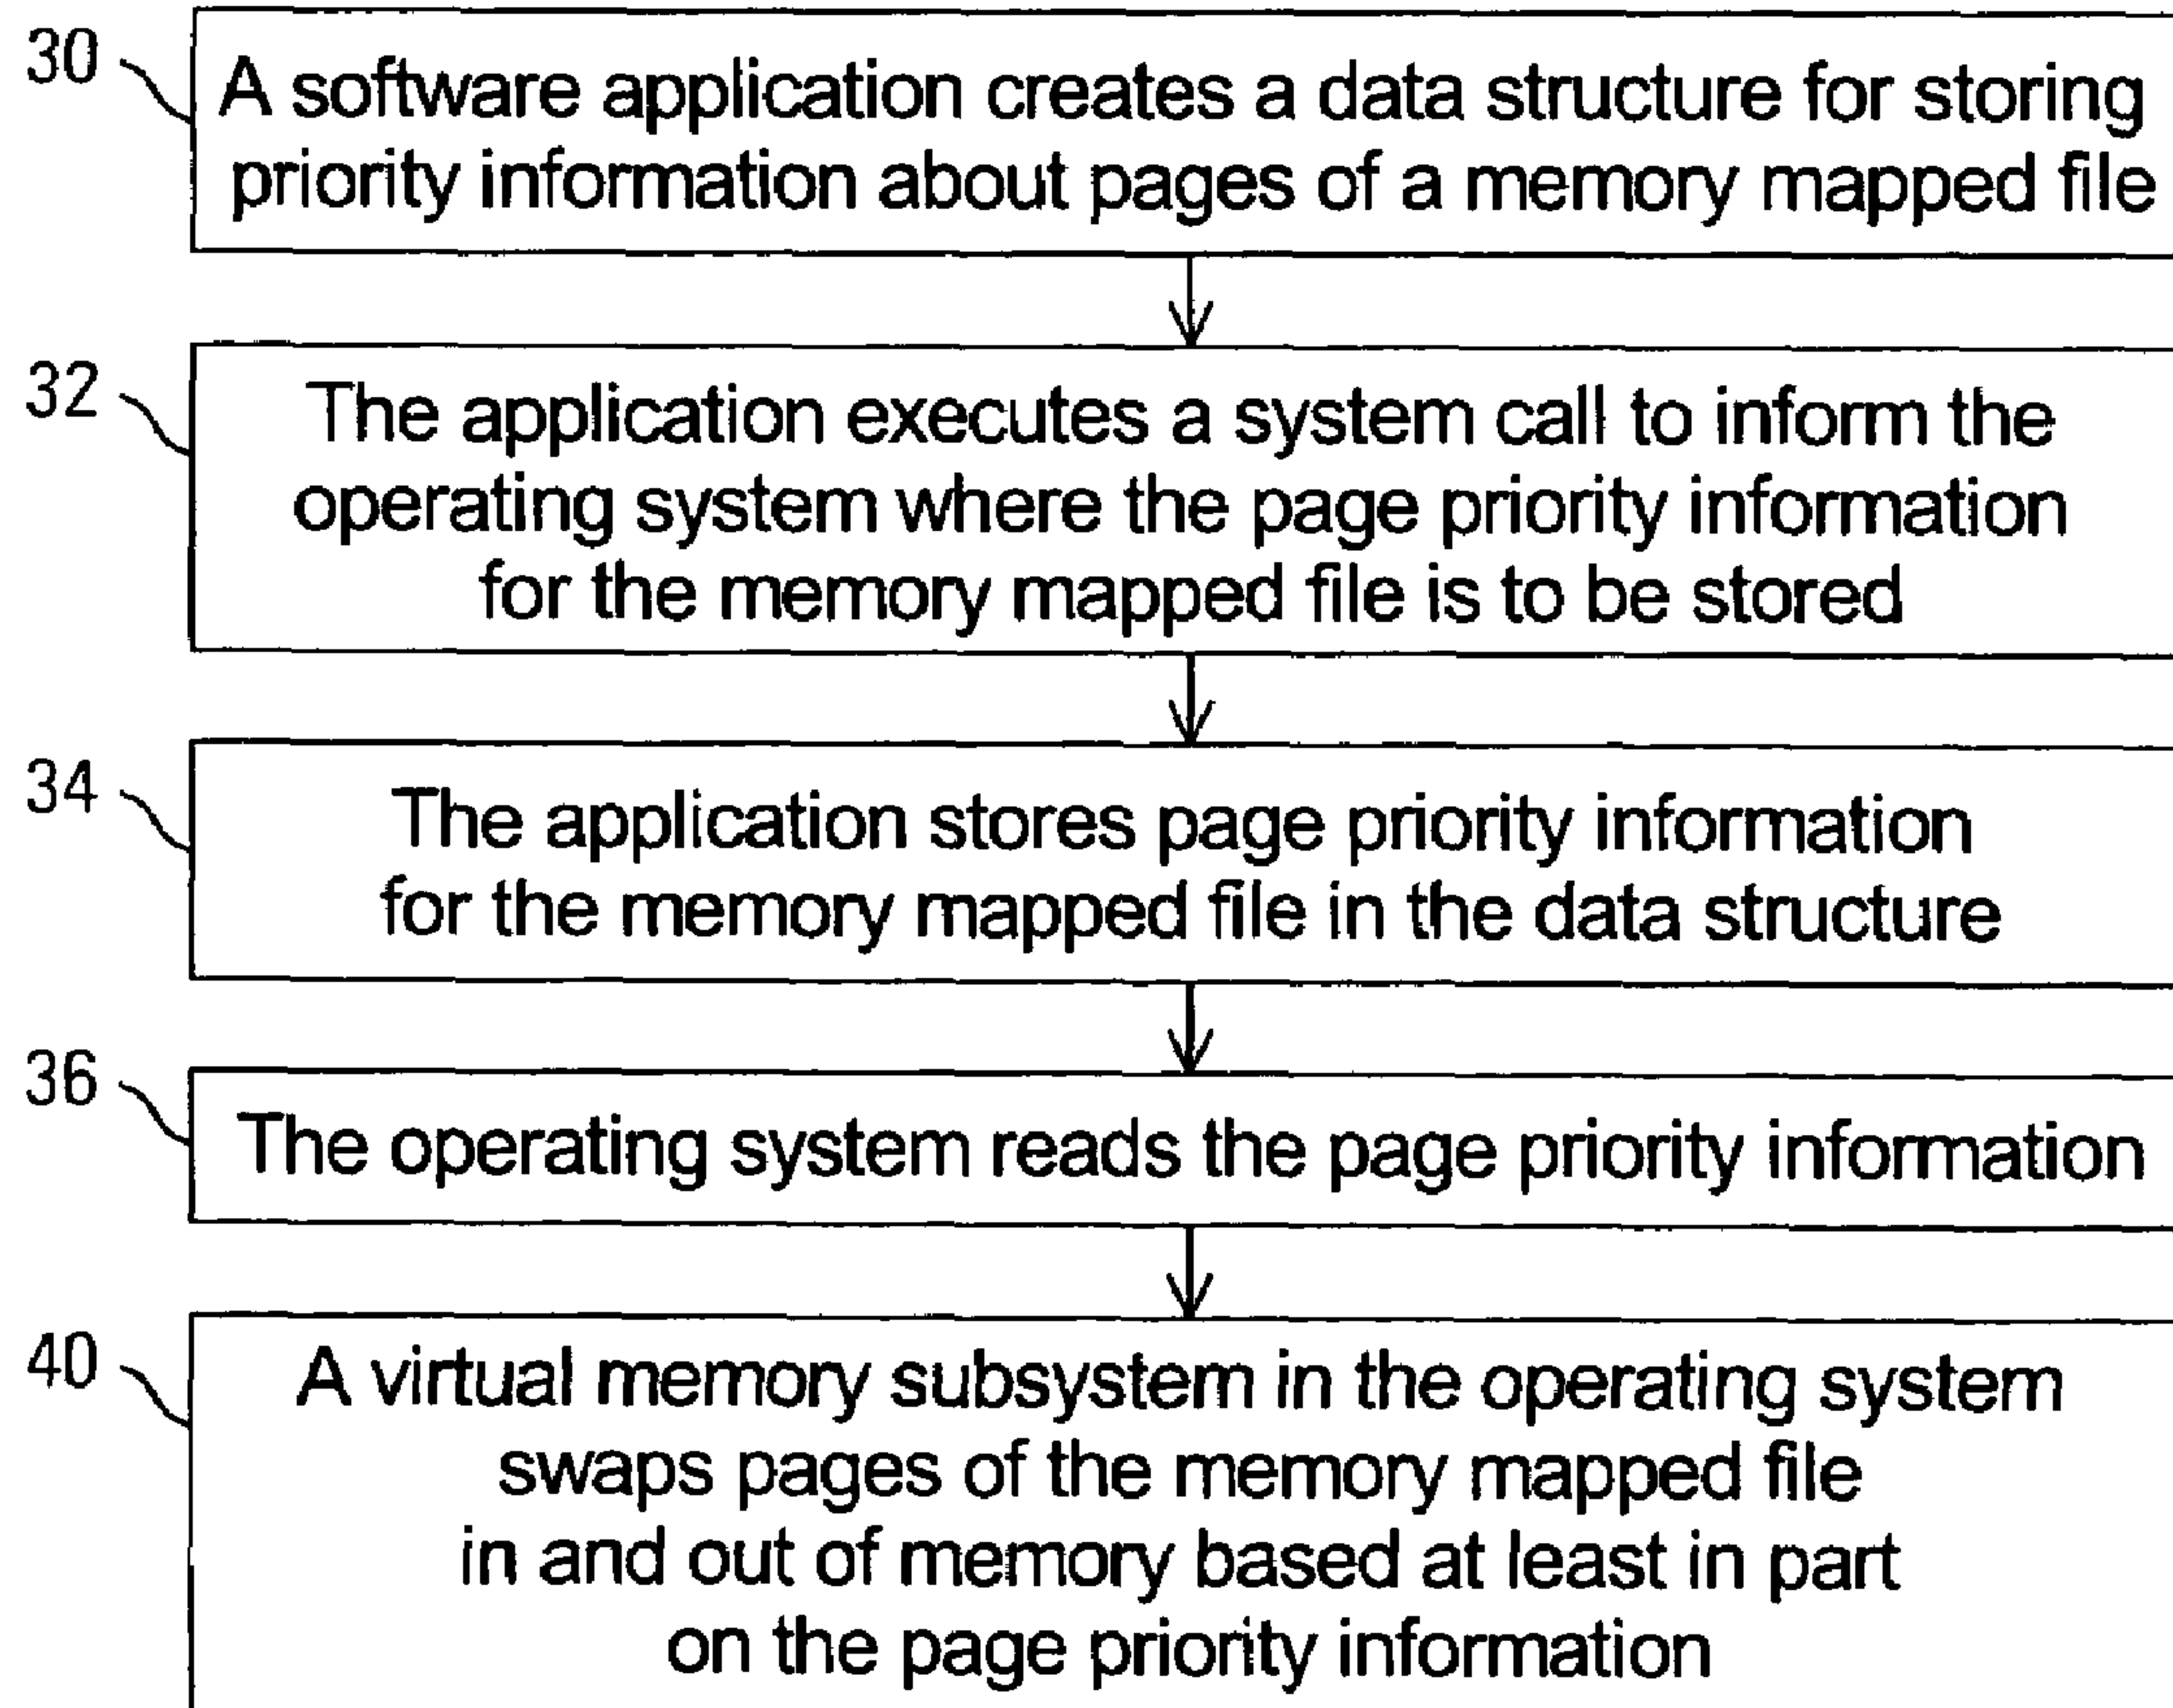 30
A software application creates a data structure for storing
priority information about pages of a memory mapped file
32
The application executes a system call to inform the
operating system where the page priority information
for the memory mapped file is to be stored
34
The application stores page priority information
for the memory mapped file in the data structure
36
The operating system reads the page priority information
40
A virtual memory subsystem in the operating system
swaps pages of the memory mapped file
in and out of memory based at least in part
on the page priority information